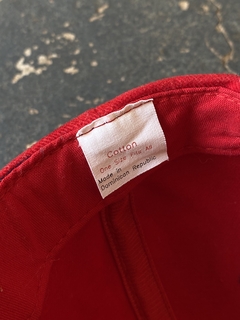 Cotton
One Size Fits All
Made in
Dominican Republic